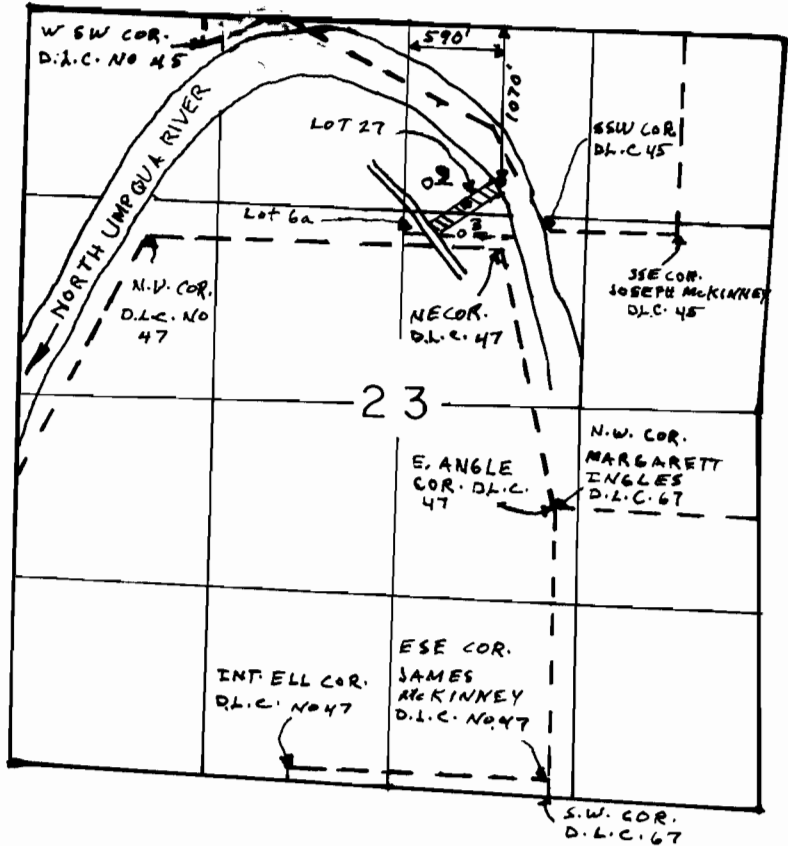 W SW COR.
D.L.C. NO 45
590'
1070'
NORTH UMPQUA RIVER
LOT 27
SSW COR
D.L.C 45
Lot 6a
N.W. COR.
D.L.C. NO
47
NE COR.
D.L.C. 47
SSE COR.
JOSEPH McKINNEY
D.L.C. 45
23
E. ANGLE
COR. D.L.C.
47
N.W. COR.
MARGARETT
INGLES
D.L.C. 67
INT. ELL COR.
D.L.C. NO 47
ESE COR.
JAMES
McKINNEY
D.L.C. NO. 47
S.W. COR.
D.L.C. 67